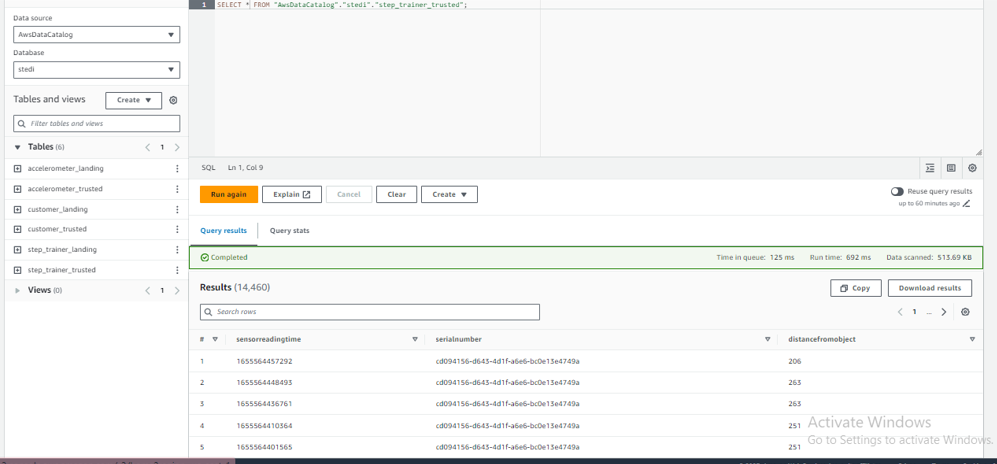 1 SELECT * FROM "AwsDataCatalog"."stedi"."step_trainer_trusted";
Data source
AwsDataCatalog
Database
stedi
Tables and views Create
Filter tables and views
Tables (6) 1
accelerometer_landing
accelerometer_trusted
customer_landing
customer_trusted
step_trainer_landing
step_trainer_trusted
Views (0) 1
SQL Ln 1, Col 9
Run again Explain Cancel Clear Create
Reuse query results
up to 60 minutes ago
Query results Query stats
Completed Time in queue: 125 ms Run time: 692 ms Data scanned: 513.69 KB
Results (14,460) Copy Download results
Search rows 1 ...
# sensorreadingtime serialnumber distancefromobject
1 1655564457292 cd094156-d643-4d1f-a6e6-bc0e13e4749a 206
2 1655564448493 cd094156-d643-4d1f-a6e6-bc0e13e4749a 263
3 1655564436761 cd094156-d643-4d1f-a6e6-bc0e13e4749a 263
4 1655564410364 cd094156-d643-4d1f-a6e6-bc0e13e4749a 251
5 1655564401565 cd094156-d643-4d1f-a6e6-bc0e13e4749a 251
Activate Windows
Go to Settings to activate Windows.